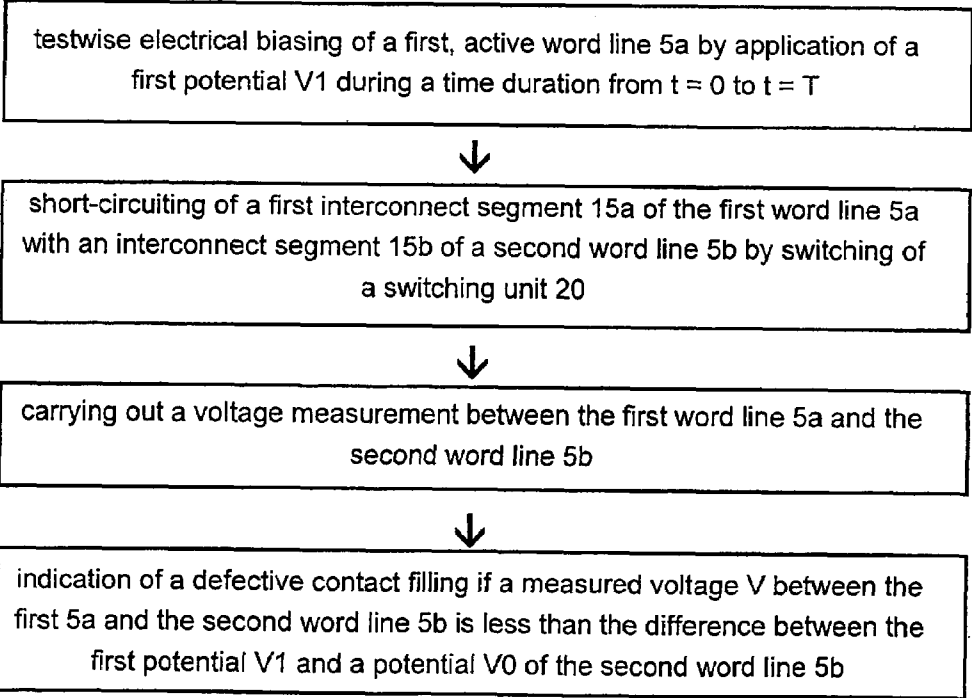 testwise electrical biasing of a first, active word line 5a by application of a
first potential V1 during a time duration from t = 0 to t = T
short-circuiting of a first interconnect segment 15a of the first word line 5a
with an interconnect segment 15b of a second word line 5b by switching of
a switching unit 20
carrying out a voltage measurement between the first word line 5a and the
second word line 5b
indication of a defective contact filling if a measured voltage V between the
first 5a and the second word line 5b is less than the difference between the
first potential V1 and a potential V0 of the second word line 5b